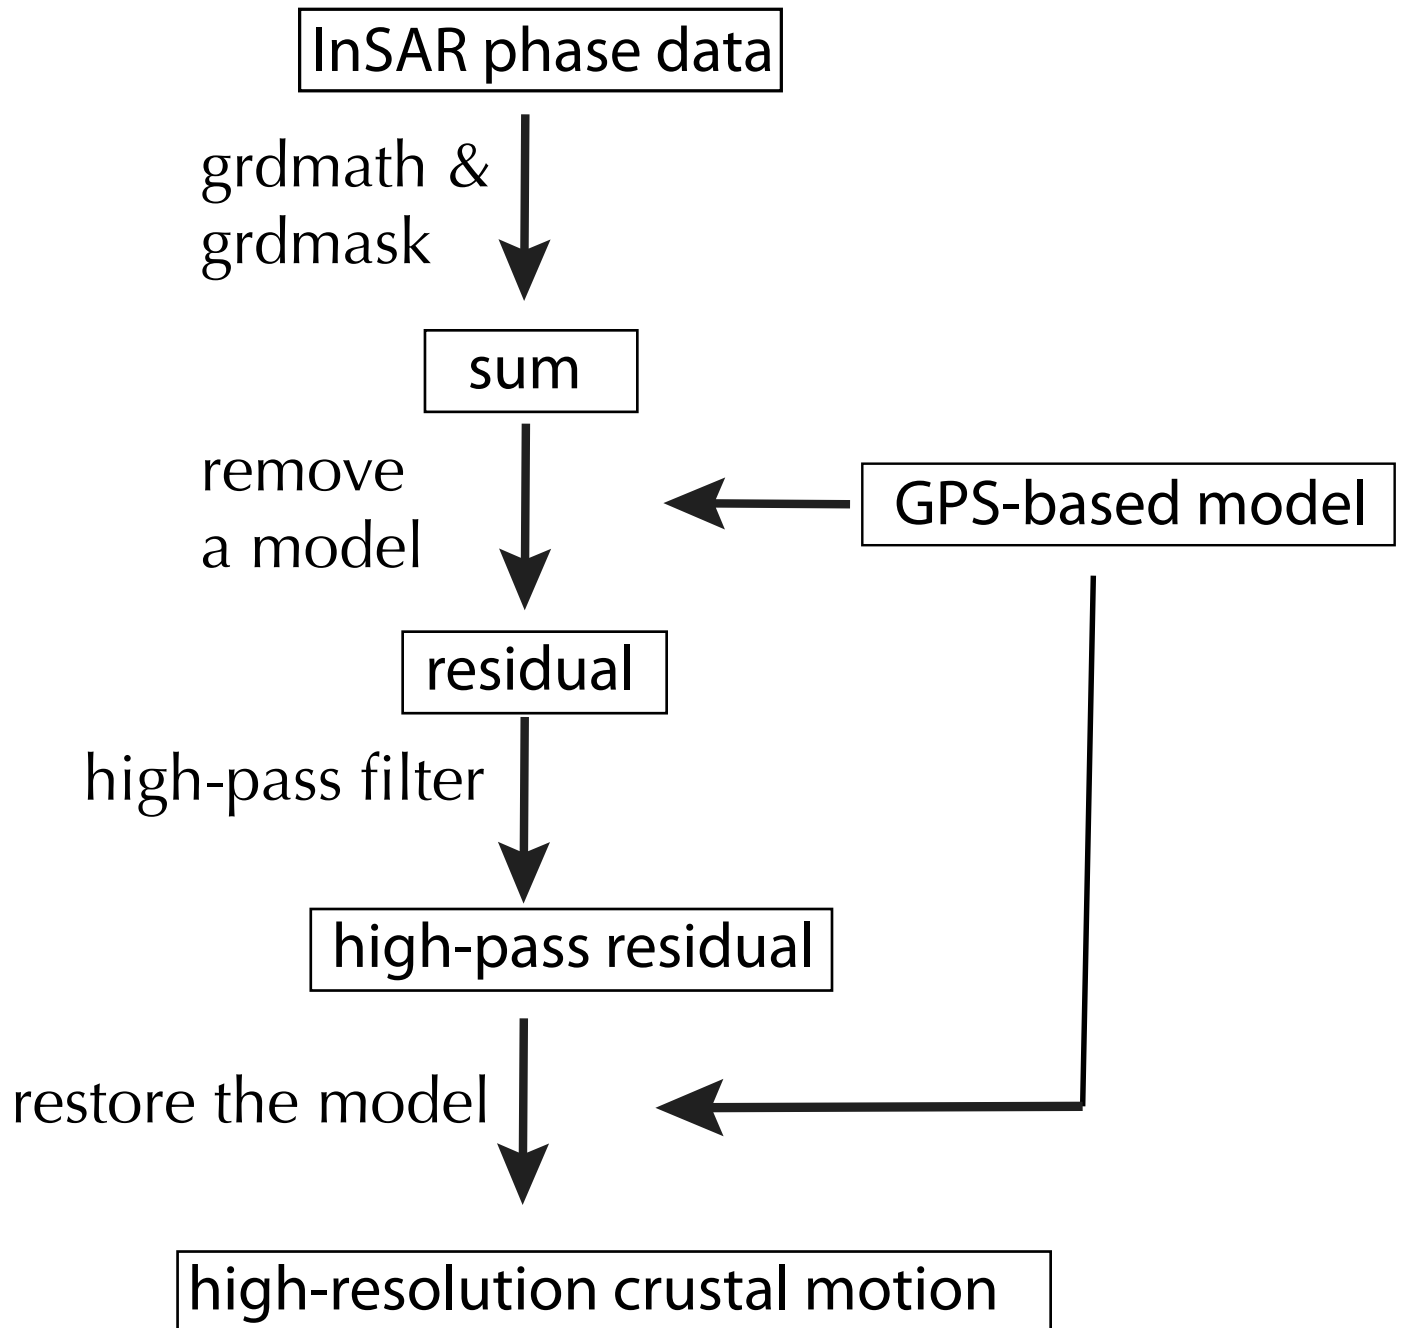 InSAR phase data
grdmath &
grdmask
sum
remove
a model
GPS-based model
residual
high-pass filter
high-pass residual
restore the model
high-resolution crustal motion